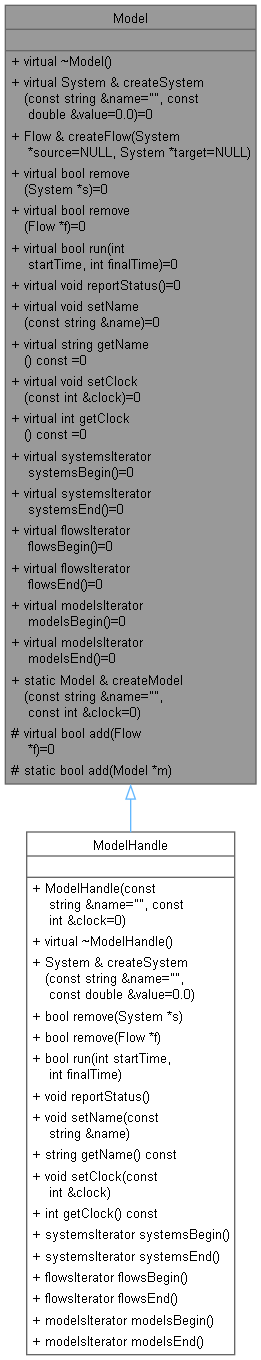 Model
+ virtual ~Model()
+ virtual System & createSystem
(const string &name="", const
double &value=0.0)=0
+ Flow & createFlow(System
*source=NULL, System *target=NULL)
+ virtual bool remove
(System *s)=0
+ virtual bool remove
(Flow *f)=0
+ virtual bool run(int
startTime, int finalTime)=0
+ virtual void reportStatus()=0
+ virtual void setName
(const string &name)=0
+ virtual string getName
() const =0
+ virtual void setClock
(const int &clock)=0
+ virtual int getClock
() const =0
+ virtual systemsIterator
systemsBegin()=0
+ virtual systemsIterator
systemsEnd()=0
+ virtual flowsIterator
flowsBegin()=0
+ virtual flowsIterator
flowsEnd()=0
+ virtual modelsIterator
modelsBegin()=0
+ virtual modelsIterator
modelsEnd()=0
+ static Model & createModel
(const string &name="",
const int &clock=0)
# virtual bool add(Flow
*f)=0
# static bool add(Model *m)
ModelHandle
+ ModelHandle(const
string &name="", const
int &clock=0)
+ virtual ~ModelHandle()
+ System & createSystem
(const string &name="",
const double &value=0.0)
+ bool remove(System *s)
+ bool remove(Flow *f)
+ bool run(int startTime,
int finalTime)
+ void reportStatus()
+ void setName(const
string &name)
+ string getName() const
+ void setClock(const
int &clock)
+ int getClock() const
+ systemsIterator systemsBegin()
+ systemsIterator systemsEnd()
+ flowsIterator flowsBegin()
+ flowsIterator flowsEnd()
+ modelsIterator modelsBegin()
+ modelsIterator modelsEnd()